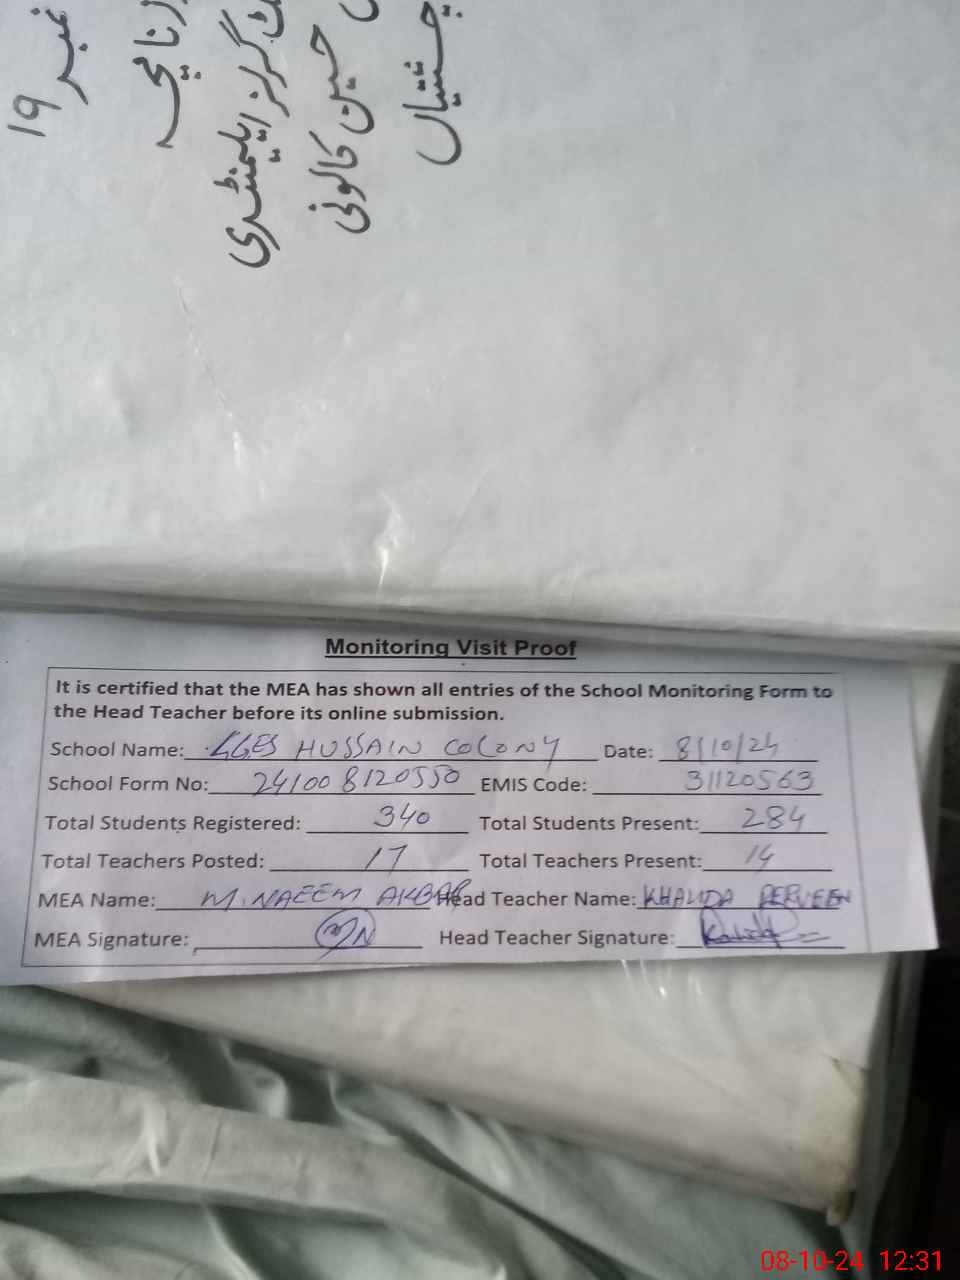 نمبر 19
گرلز ایلیمنٹری
حسین کالونی
چشتیاں
Monitoring Visit Proof
It is certified that the MEA has shown all entries of the School Monitoring Form to
the Head Teacher before its online submission.
School Name: GGES HUSSAIN COLONY Date: 8/10/24
School Form No: 241008120550 EMIS Code: 31120563
Total Students Registered: 340 Total Students Present: 284
Total Teachers Posted: 17 Total Teachers Present: 14
MEA Name: M. NAEEM AKBAR Head Teacher Name: KHALIDA PERVEEN
MEA Signature: Head Teacher Signature:
08-10-24 12:31